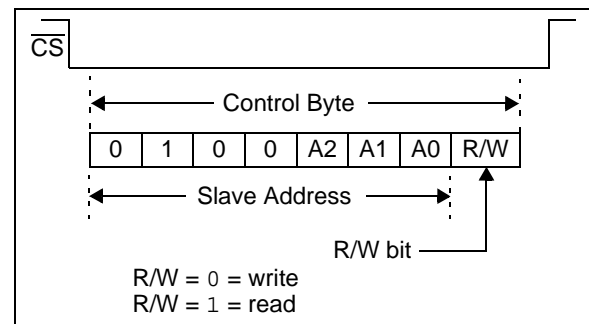 CS
Control Byte
0 1 0 0 A2 A1 A0 R/W
Slave Address
R/W bit
R/W = 0 = write
R/W = 1 = read